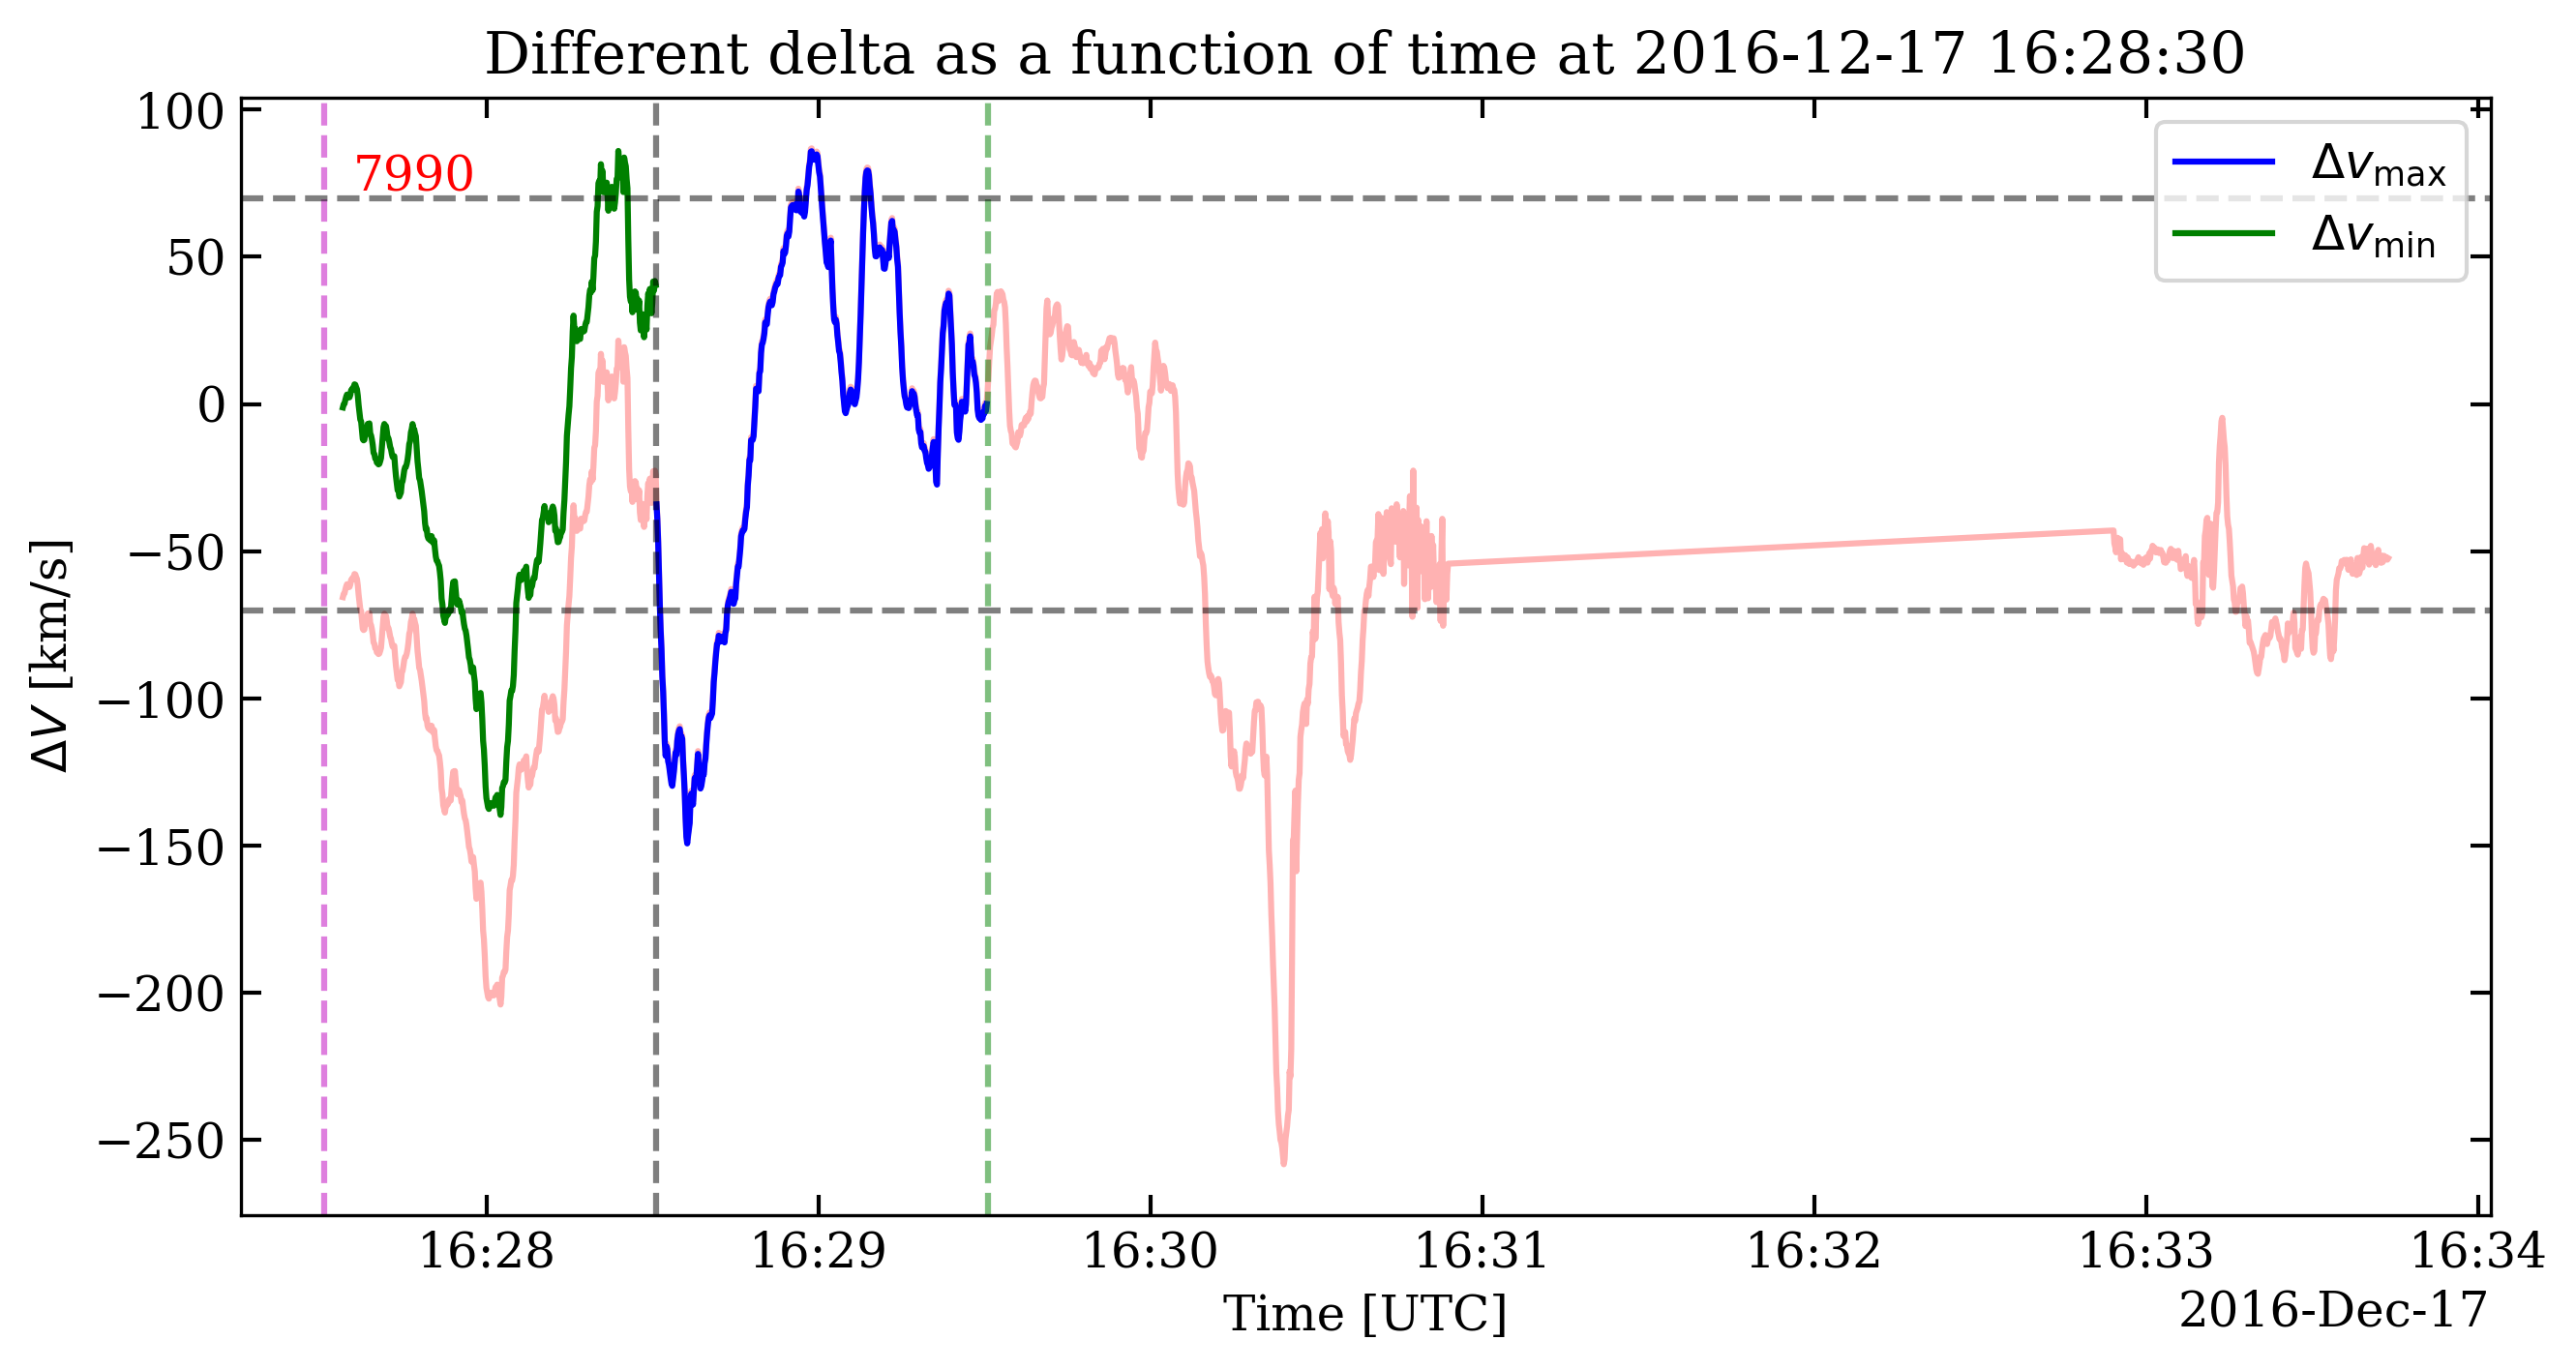 Different delta as a function of time at 2016-12-17 16:28:30
100
50
0
−50
−100
−150
−200
−250
ΔV [km/s]
7990
Δv_max
Δv_min
16:28 16:29 16:30 16:31 16:32 16:33 16:34
Time [UTC]
2016-Dec-17